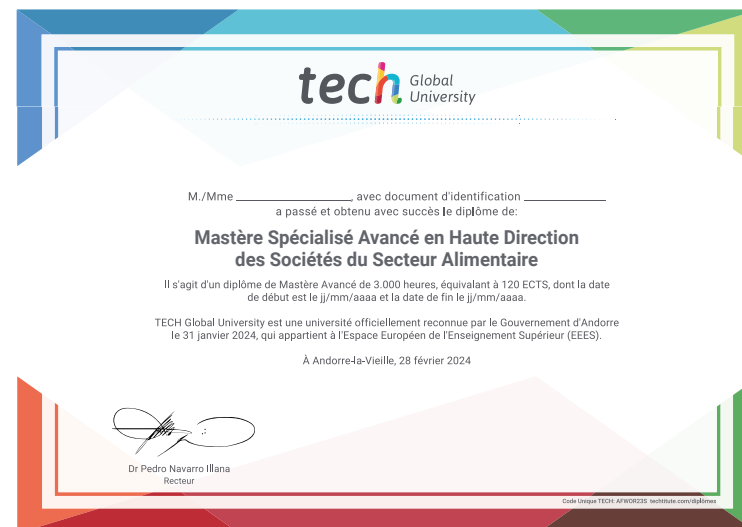 tech Global
University
M./Mme ____________________, avec document d'identification ______________
a passé et obtenu avec succès le diplôme de:
Mastère Spécialisé Avancé en Haute Direction
des Sociétés du Secteur Alimentaire
Il s'agit d'un diplôme de Mastère Avancé de 3.000 heures, équivalant à 120 ECTS, dont la date
de début est le jj/mm/aaaa et la date de fin le jj/mm/aaaa.
TECH Global University est une université officiellement reconnue par le Gouvernement d'Andorre
le 31 janvier 2024, qui appartient à l'Espace Européen de l'Enseignement Supérieur (EEES).
À Andorre-la-Vieille, 28 février 2024
Dr Pedro Navarro Illana
Recteur
Code Unique TECH: AFWOR23S techtitute.com/diplômes